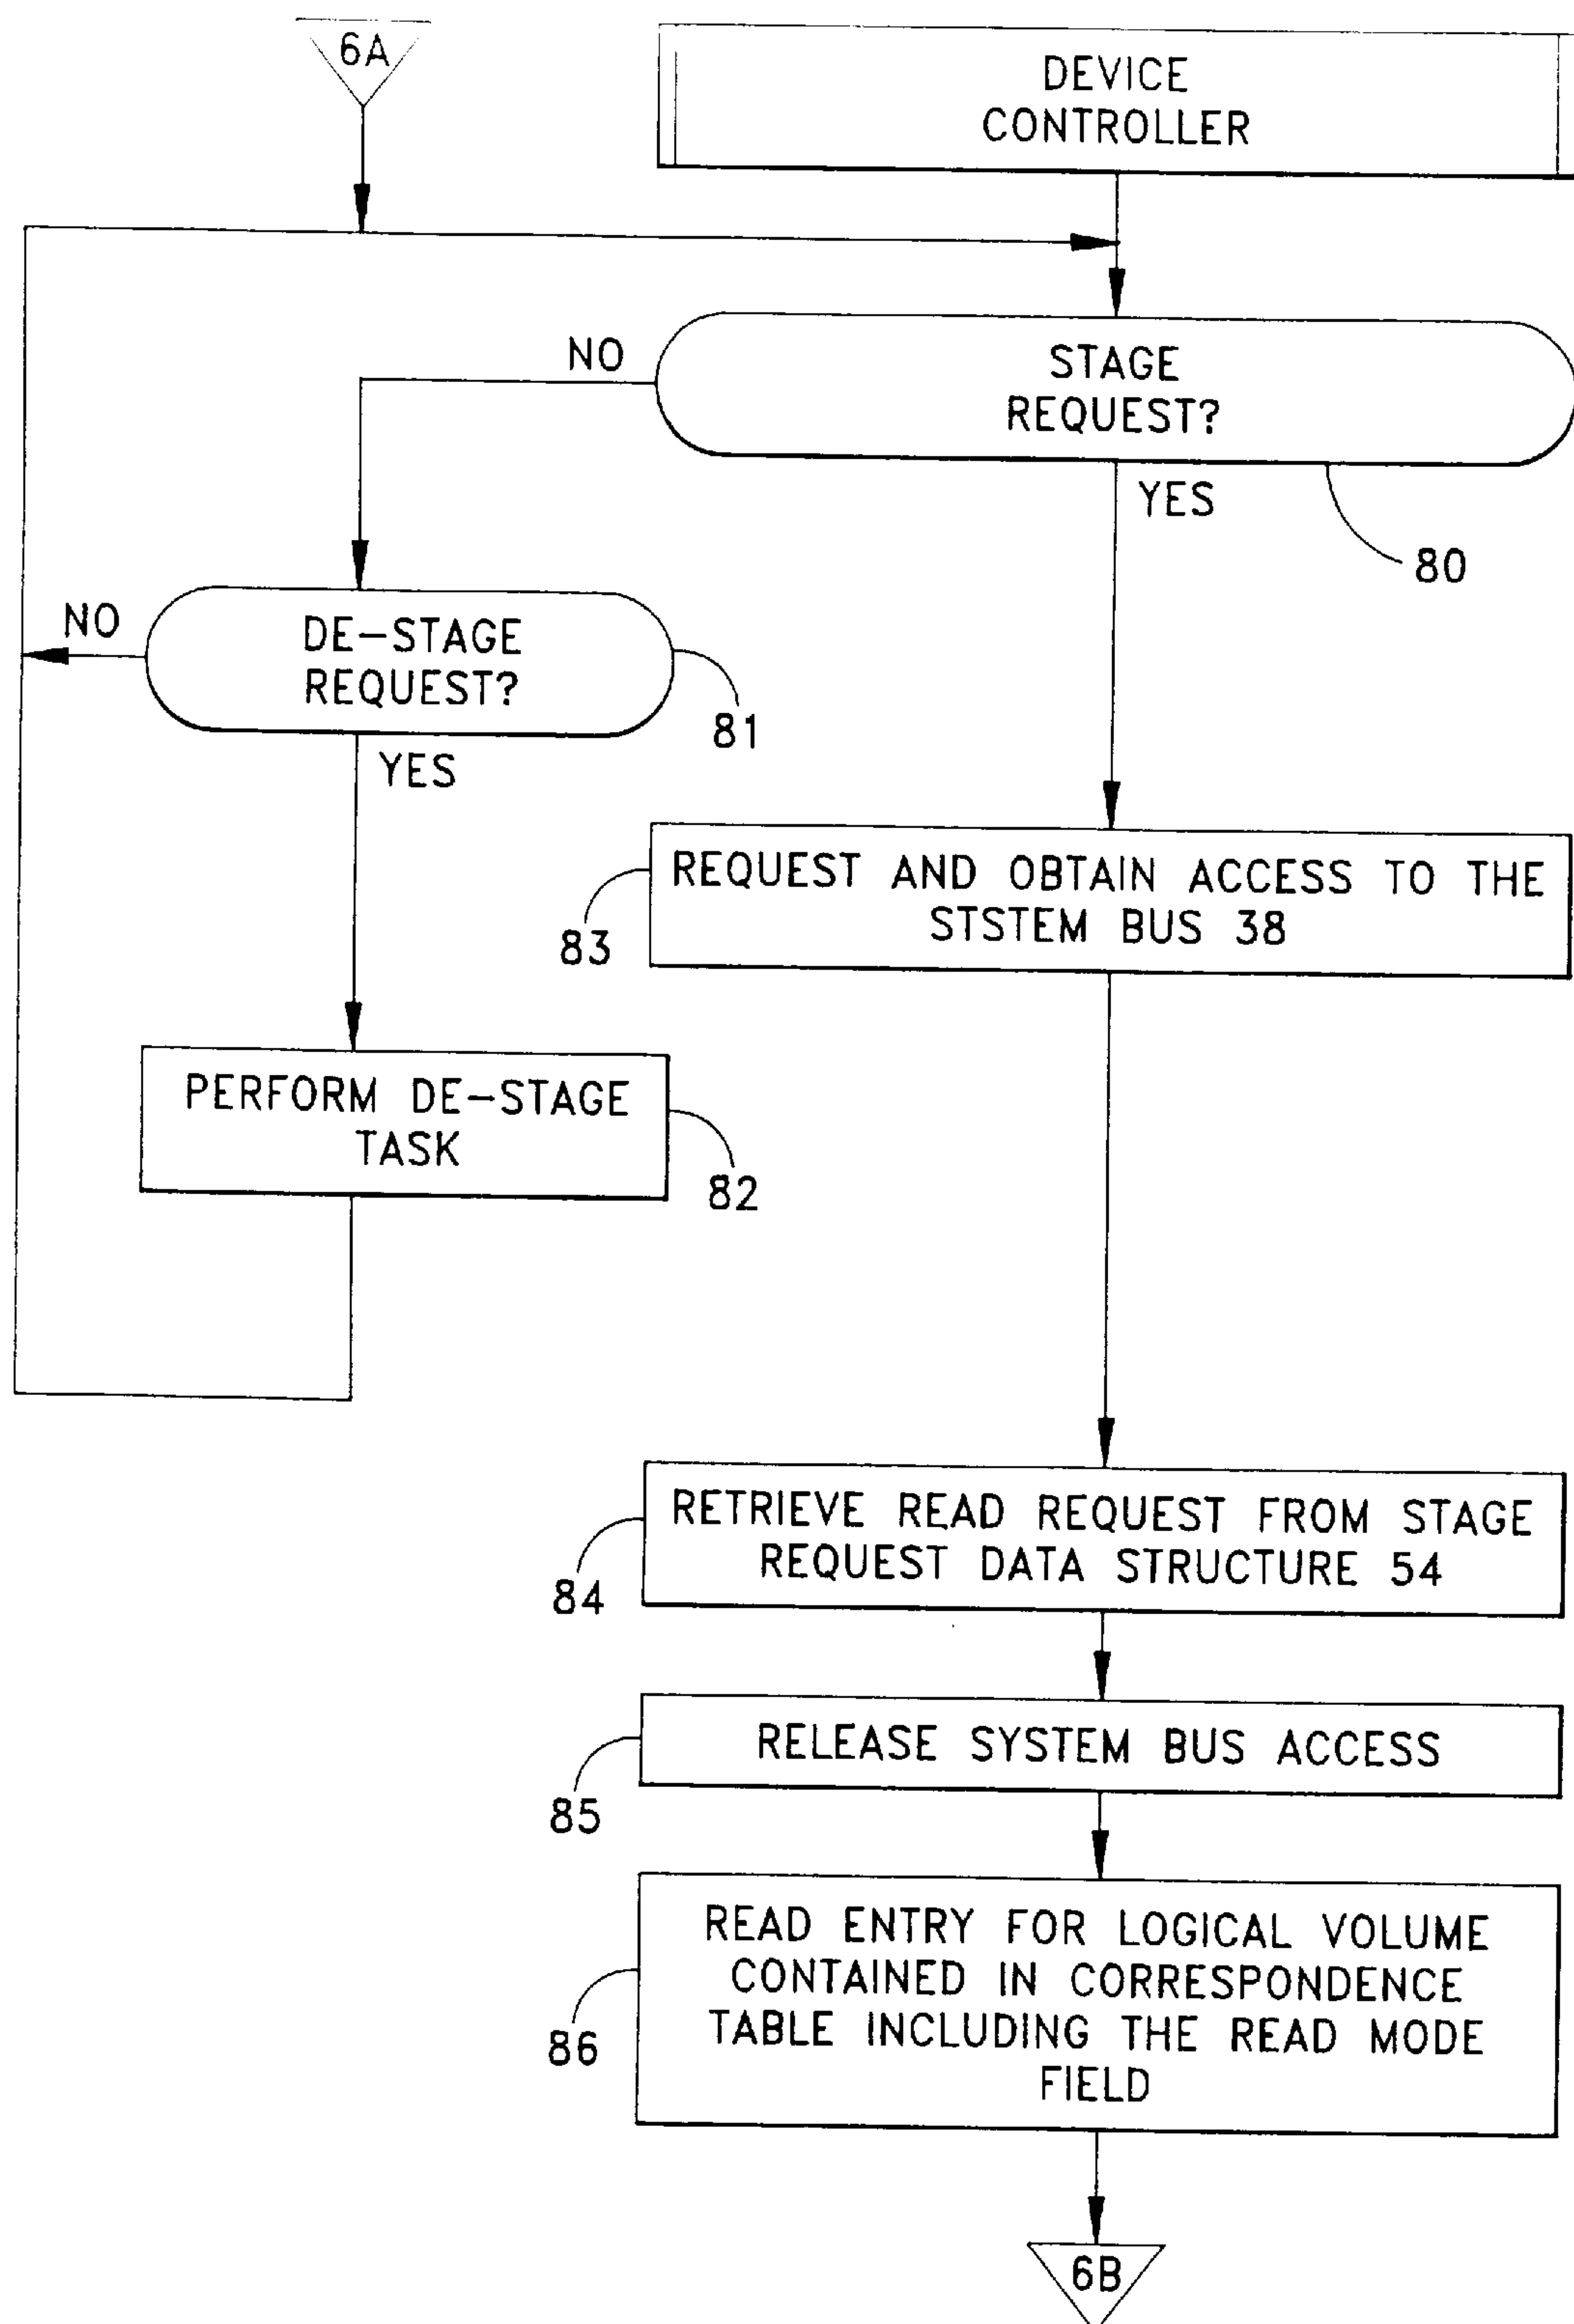 6A
DEVICE
CONTROLLER
NO
STAGE
REQUEST?
YES
80
NO
DE-STAGE
REQUEST?
81
YES
REQUEST AND OBTAIN ACCESS TO THE
STSTEM BUS 38
83
PERFORM DE-STAGE
TASK
82
RETRIEVE READ REQUEST FROM STAGE
REQUEST DATA STRUCTURE 54
84
RELEASE SYSTEM BUS ACCESS
85
READ ENTRY FOR LOGICAL VOLUME
CONTAINED IN CORRESPONDENCE
TABLE INCLUDING THE READ MODE
FIELD
86
6B